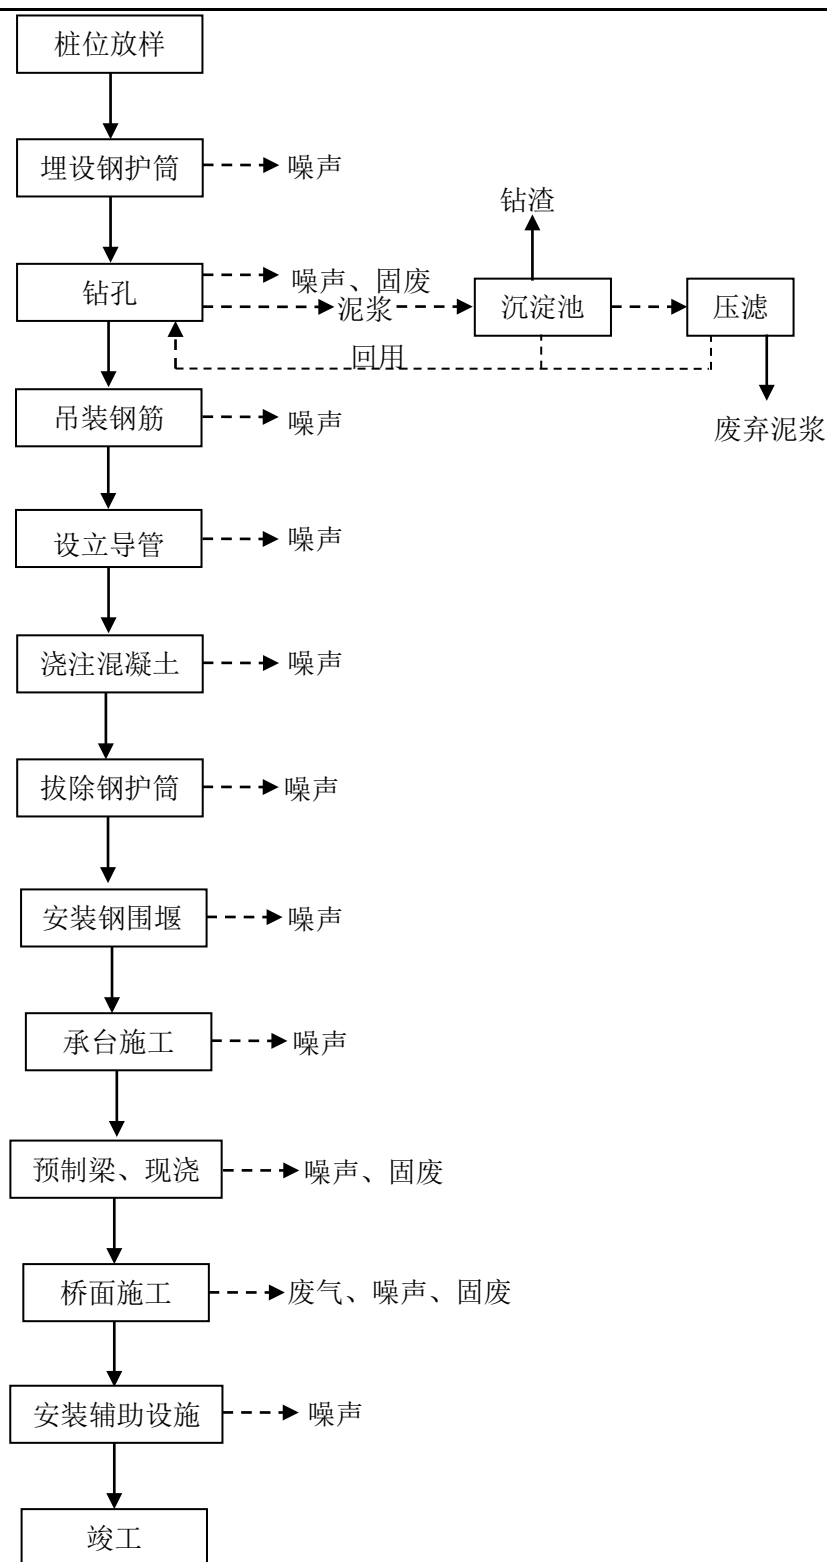 桩位放样
埋设钢护筒
噪声
钻渣
钻孔
噪声、固废
泥浆
沉淀池
压滤
回用
吊装钢筋
噪声
废弃泥浆
设立导管
噪声
浇注混凝土
噪声
拔除钢护筒
噪声
安装钢围堰
噪声
承台施工
噪声
预制梁、现浇
噪声、固废
桥面施工
废气、噪声、固废
安装辅助设施
噪声
竣工